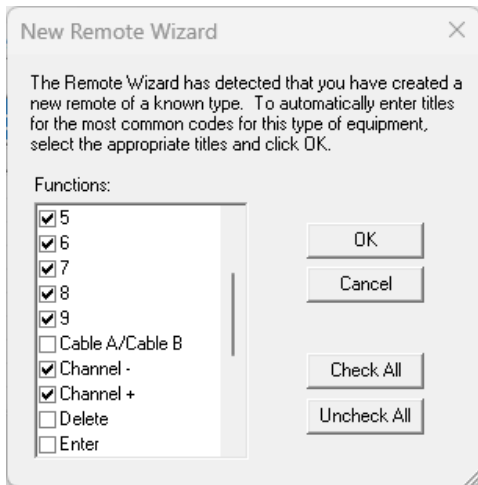 New Remote Wizard
The Remote Wizard has detected that you have created a
new remote of a known type. To automatically enter titles
for the most common codes for this type of equipment,
select the appropriate titles and click OK.
Functions:
5
6
7
8
9
Cable A/Cable B
Channel -
Channel +
Delete
Enter
OK
Cancel
Check All
Uncheck All